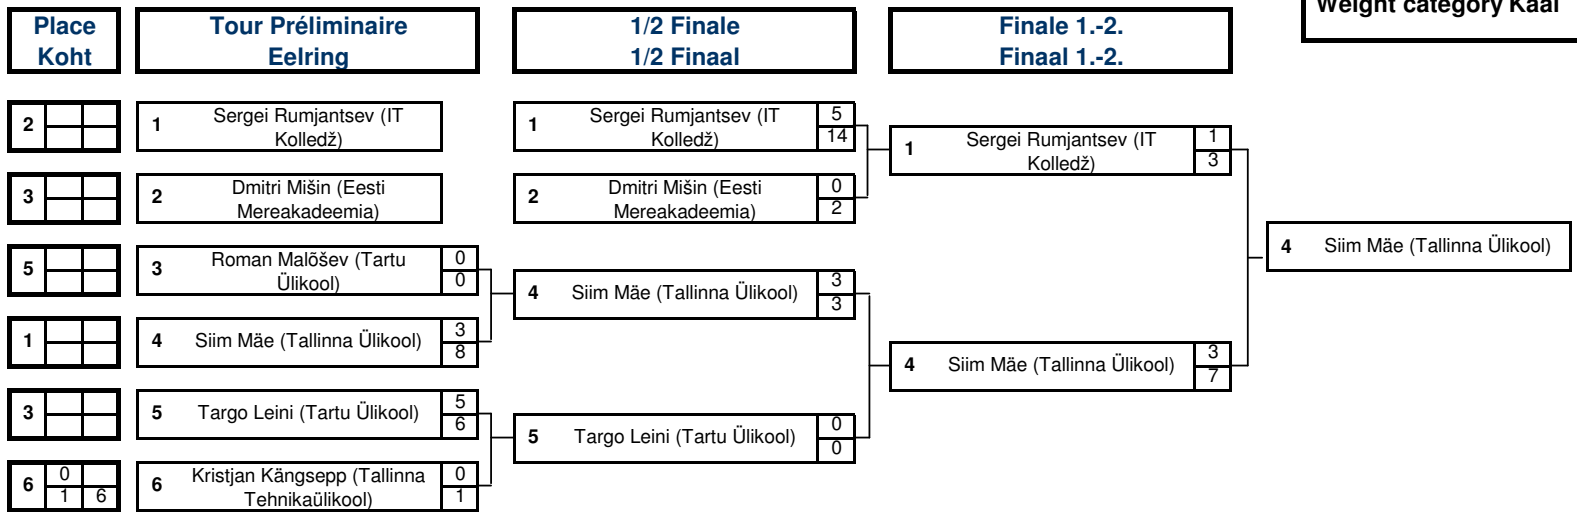 Weight category Kaal
Place
Koht
Tour Préliminaire
Eelring
1/2 Finale
1/2 Finaal
Finale 1.-2.
Finaal 1.-2.
2
1
Sergei Rumjantsev (IT
Kolledž)
1
Sergei Rumjantsev (IT
Kolledž)
5
14
1
Sergei Rumjantsev (IT
Kolledž)
1
3
3
2
Dmitri Mišin (Eesti
Mereakadeemia)
2
Dmitri Mišin (Eesti
Mereakadeemia)
0
2
4 Siim Mäe (Tallinna Ülikool)
5
3
Roman Malõšev (Tartu
Ülikool)
0
0
4 Siim Mäe (Tallinna Ülikool)
3
3
1
4 Siim Mäe (Tallinna Ülikool)
3
8
4 Siim Mäe (Tallinna Ülikool)
3
7
3
5 Targo Leini (Tartu Ülikool)
5
6
5 Targo Leini (Tartu Ülikool)
0
0
6
0
1 6
6
Kristjan Kängsepp (Tallinna
Tehnikaülikool)
0
1